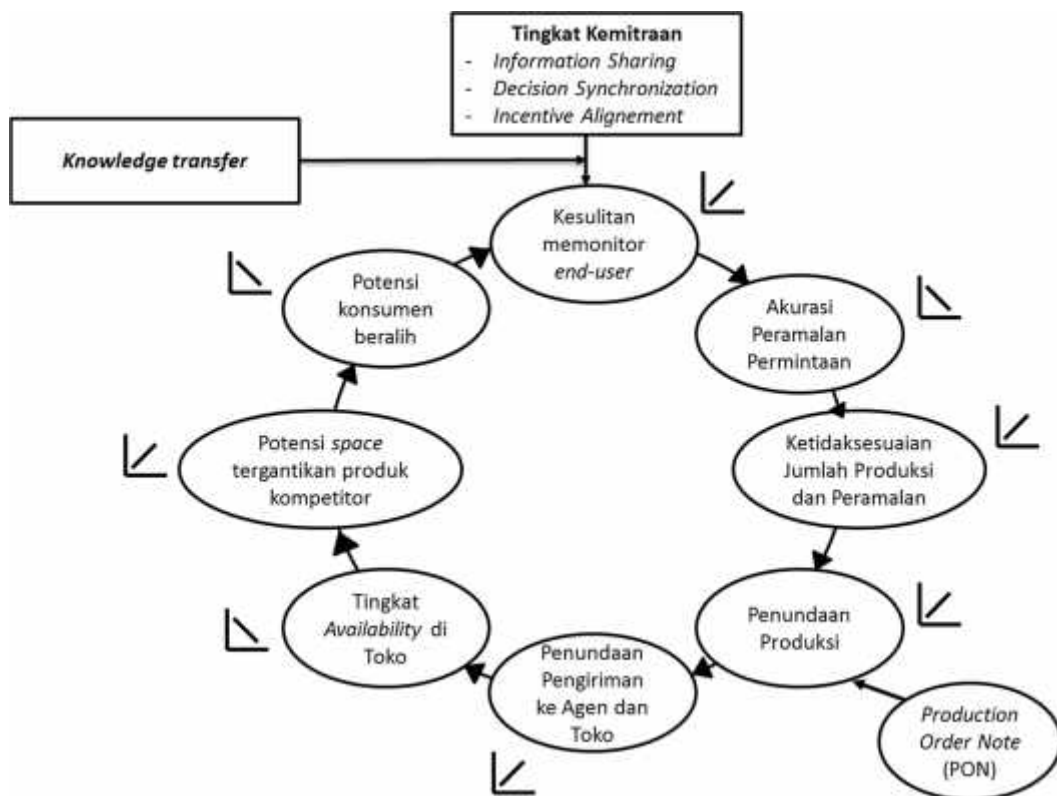 Tingkat Kemitraan
- Information Sharing
- Decision Synchronization
- Incentive Alignement
Knowledge transfer
Kesulitan
memonitor
end-user
Akurasi
Peramalan
Permintaan
Ketidaksesuaian
Jumlah Produksi
dan Peramalan
Penundaan
Produksi
Production
Order Note
(PON)
Penundaan
Pengiriman
ke Agen dan
Toko
Tingkat
Availability di
Toko
Potensi space
tergantikan produk
kompetitor
Potensi
konsumen
beralih